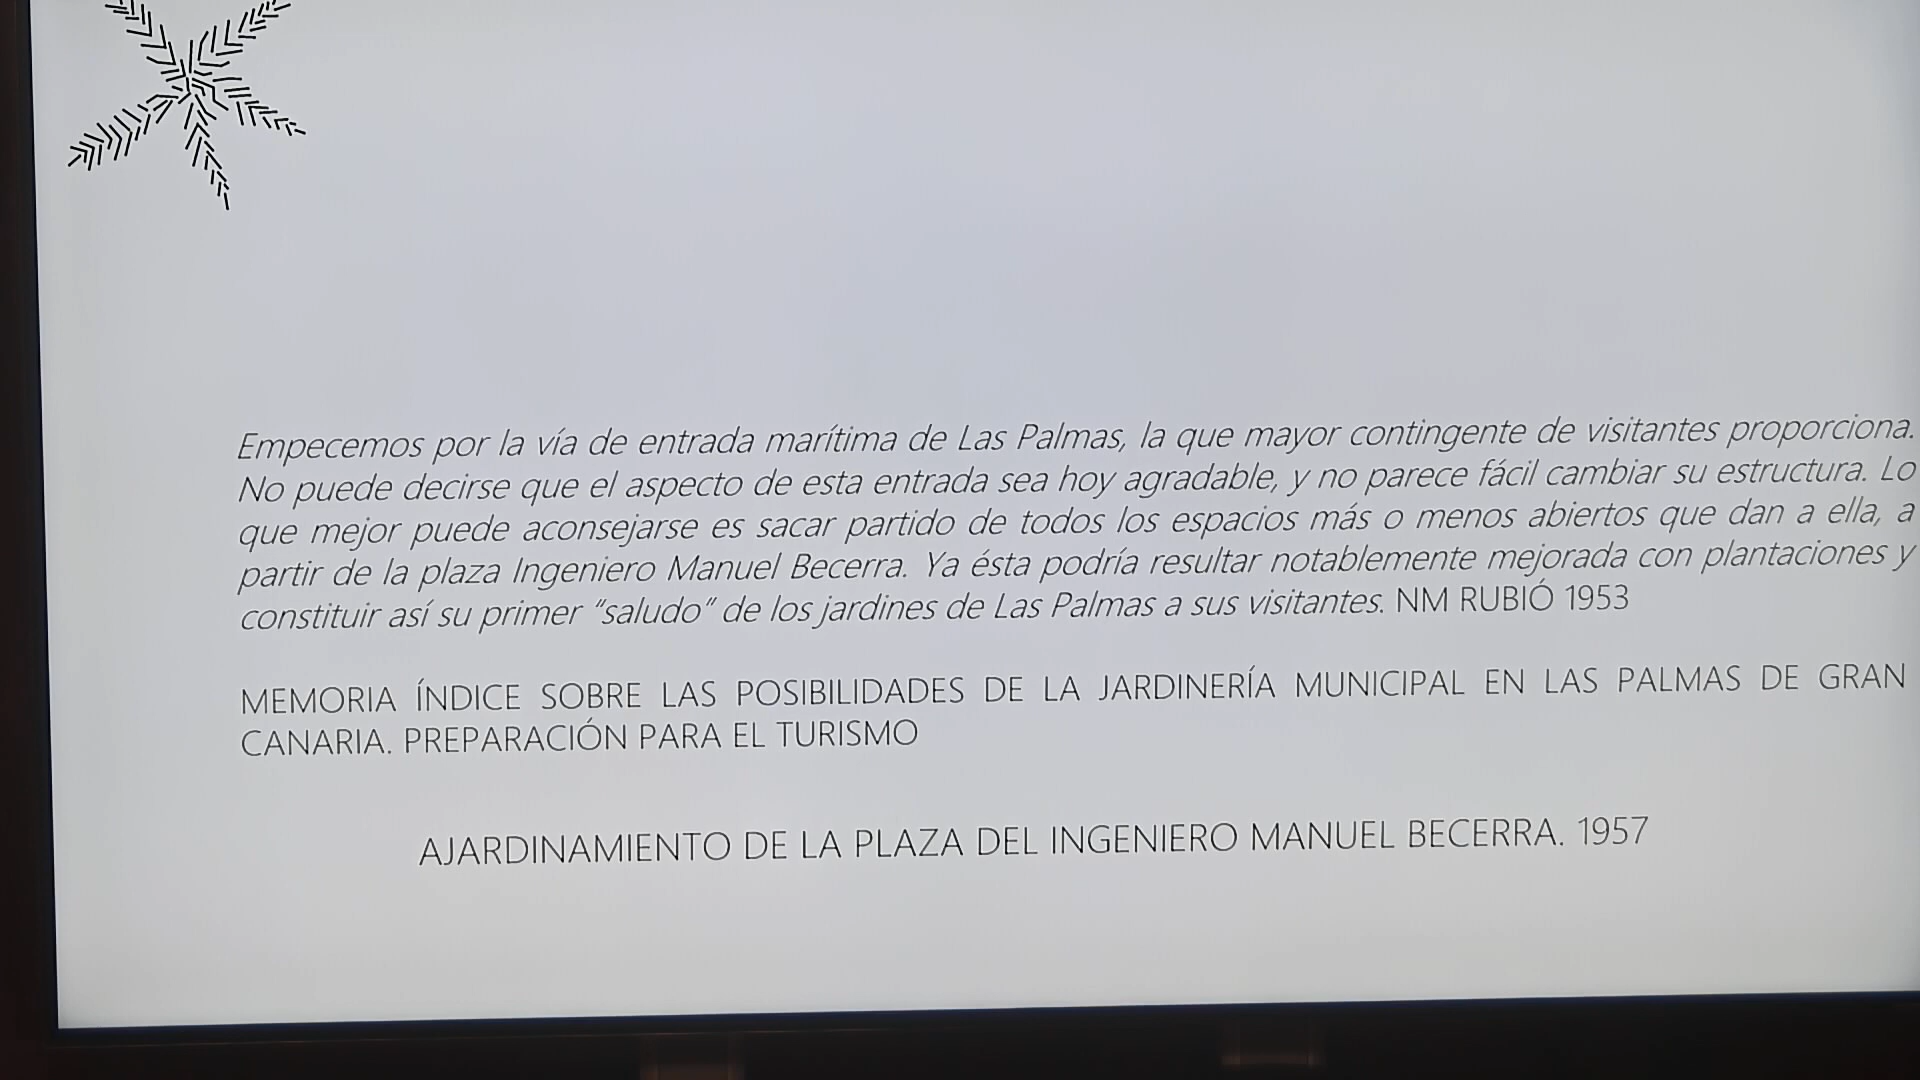 Empecemos por la vía de entrada marítima de Las Palmas, la que mayor contingente de visitantes proporciona.
No puede decirse que el aspecto de esta entrada sea hoy agradable, y no parece fácil cambiar su estructura. Lo
que mejor puede aconsejarse es sacar partido de todos los espacios más o menos abiertos que dan a ella, a
partir de la plaza Ingeniero Manuel Becerra. Ya ésta podría resultar notablemente mejorada con plantaciones y
constituir así su primer “saludo” de los jardines de Las Palmas a sus visitantes. NM RUBIÓ 1953
MEMORIA ÍNDICE SOBRE LAS POSIBILIDADES DE LA JARDINERÍA MUNICIPAL EN LAS PALMAS DE GRAN
CANARIA. PREPARACIÓN PARA EL TURISMO
AJARDINAMIENTO DE LA PLAZA DEL INGENIERO MANUEL BECERRA. 1957